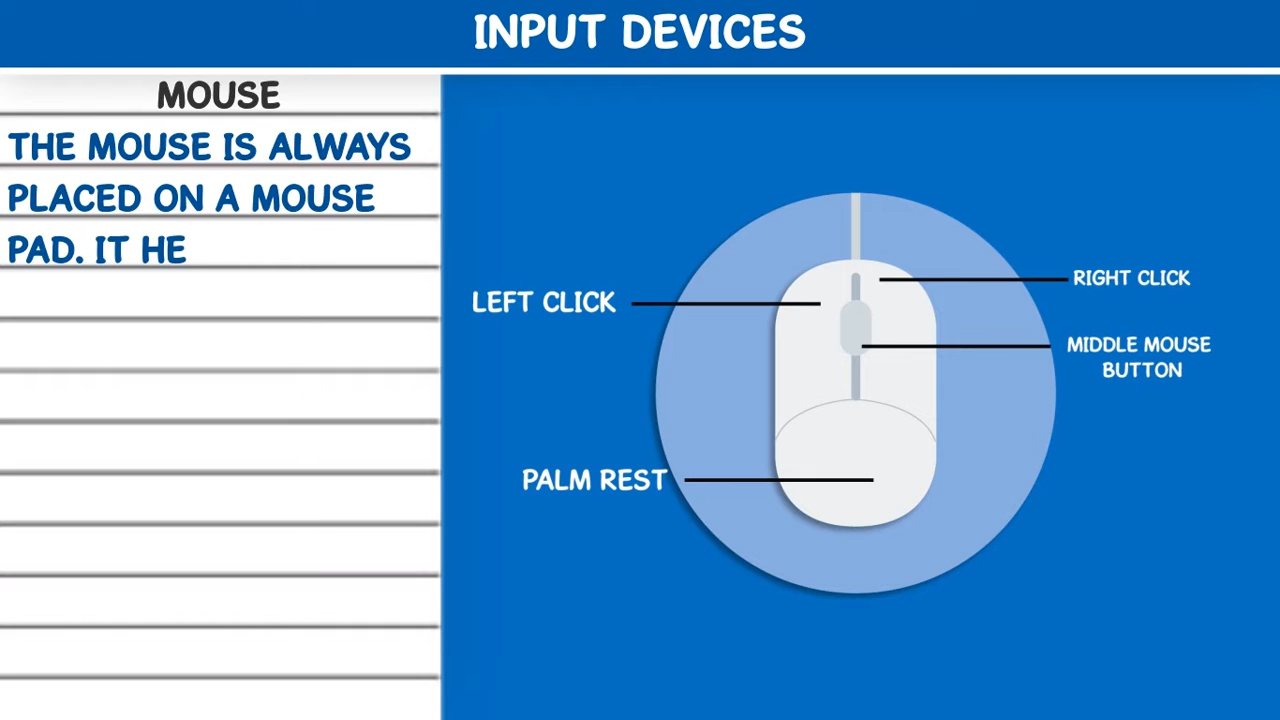 INPUT DEVICES
MOUSE
THE MOUSE IS ALWAYS
PLACED ON A MOUSE
PAD. IT HE
LEFT CLICK
RIGHT CLICK
MIDDLE MOUSE
BUTTON
PALM REST